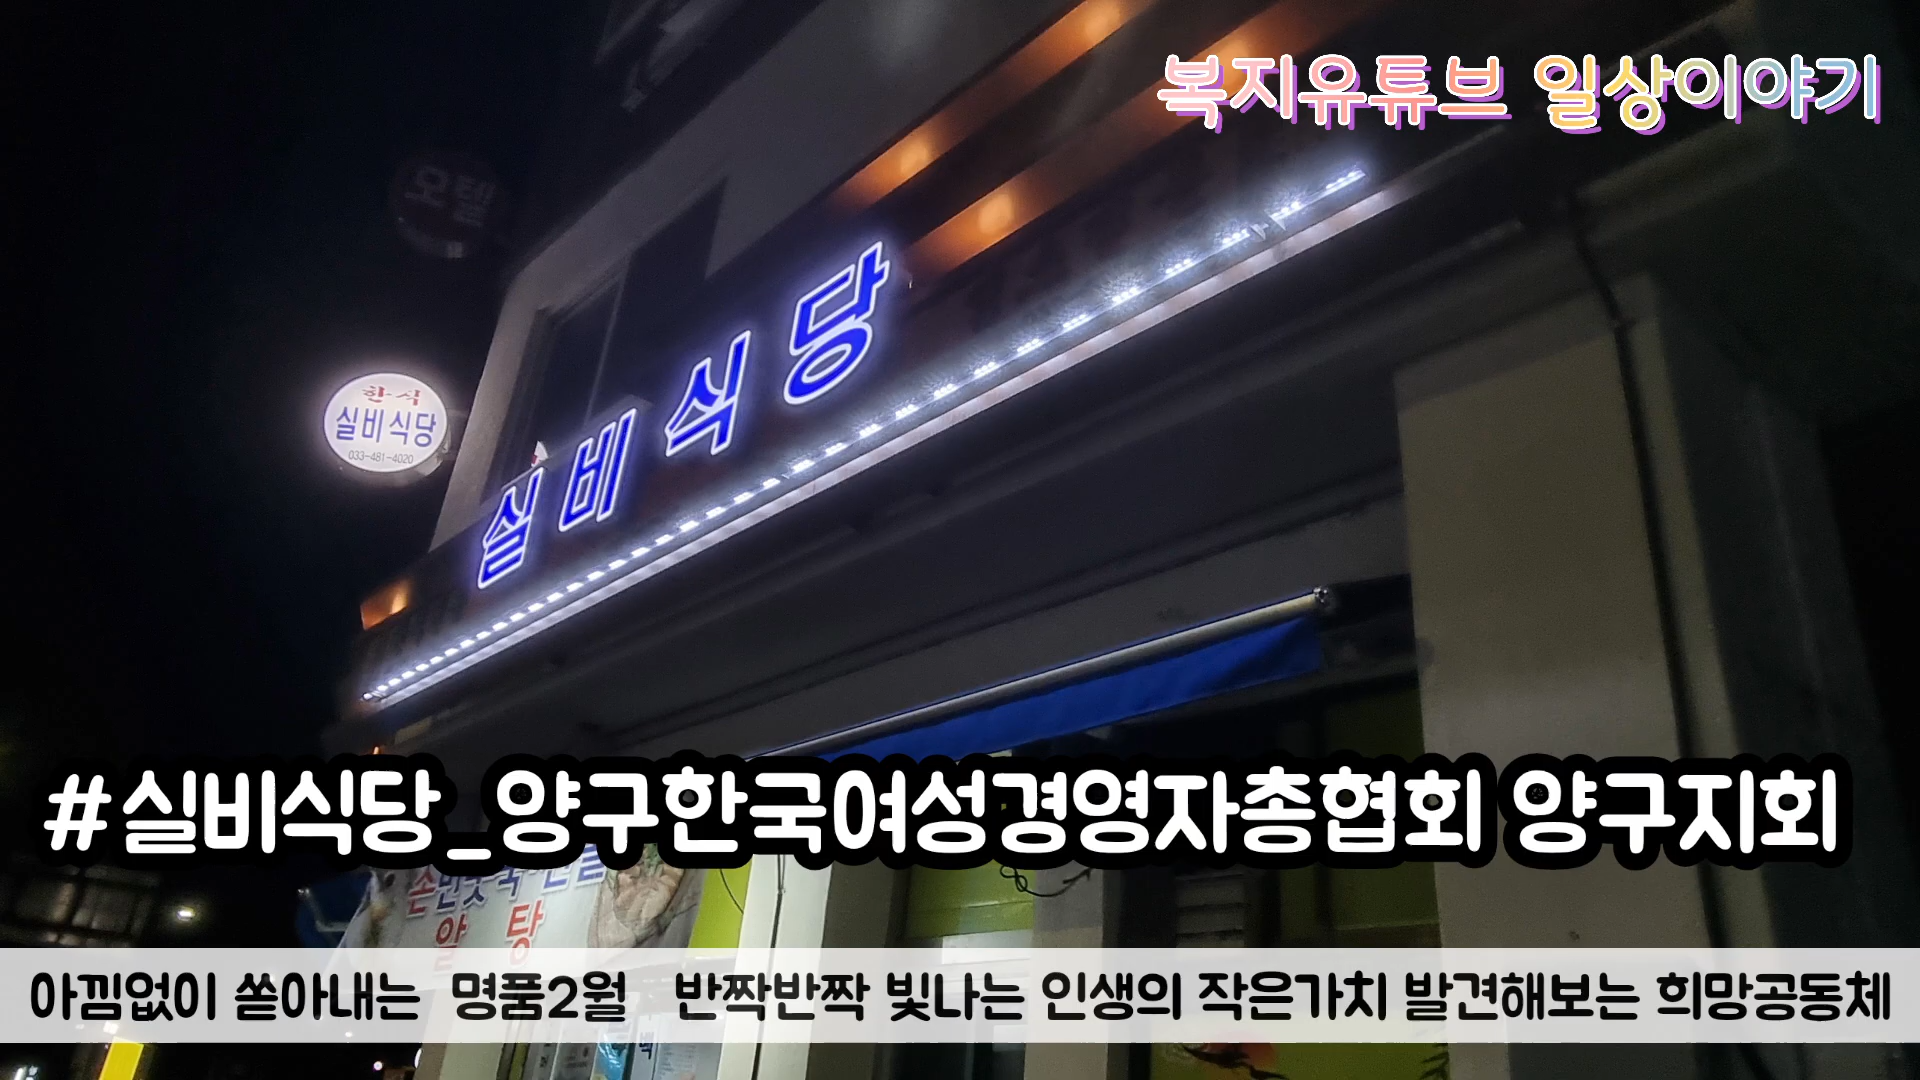 복지유튜브 일상이야기
오텔
한식
실비식당
033-481-4020
실비식당
#실비식당_양구한국여성경영자총협회 양구지회
알탕
아낌없이 쏟아내는 명품2월 반짝반짝 빛나는 인생의 작은가치 발견해보는 희망공동체